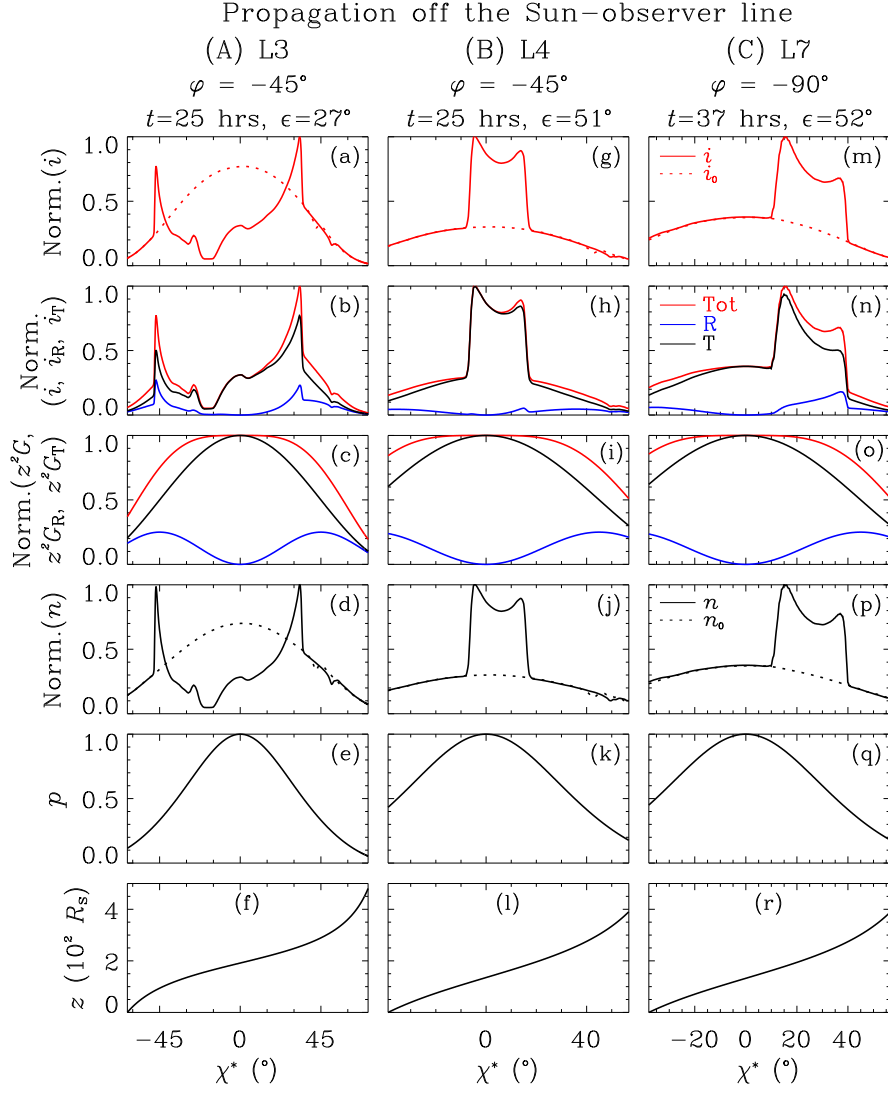 Propagation off the Sun−observer line
(A) L3 (B) L4 (C) L7
φ = −45° φ = −45° φ = −90°
t=25 hrs, ϵ=27° t=25 hrs, ϵ=51° t=37 hrs, ϵ=52°
Norm.(i)
1.0
0.5
0.0
(a)
(g)
i
i₀
(m)
Norm.
(i, i_R, i_T)
1.0
0.5
0.0
(b)
(h)
Tot
R
T
(n)
Norm.(z²G,
z²G_R, z²G_T)
1.0
0.5
0.0
(c)
(i)
(o)
Norm.(n)
1.0
0.5
0.0
(d)
(j)
n
n₀
(p)
p
1.0
0.5
0.0
(e)
(k)
(q)
z (10² R_s)
4
2
0
(f)
(l)
(r)
−45 0 45 0 −20 0 20 40
χ* (°) χ* (°) χ* (°)